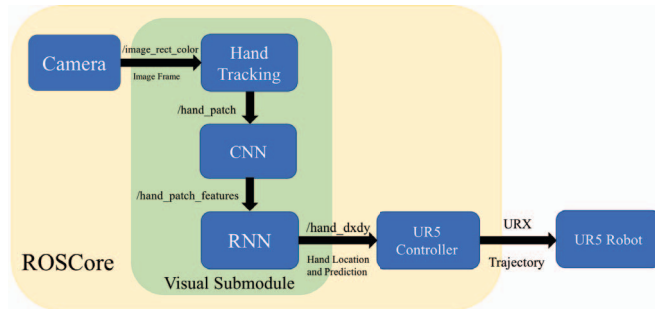 /image_rect_color
Camera
Image Frame
Hand
Tracking
/hand_patch
CNN
/hand_patch_features
RNN
/hand_dxdy
Hand Location
and Prediction
UR5
Controller
URX
Trajectory
UR5 Robot
ROSCore
Visual Submodule